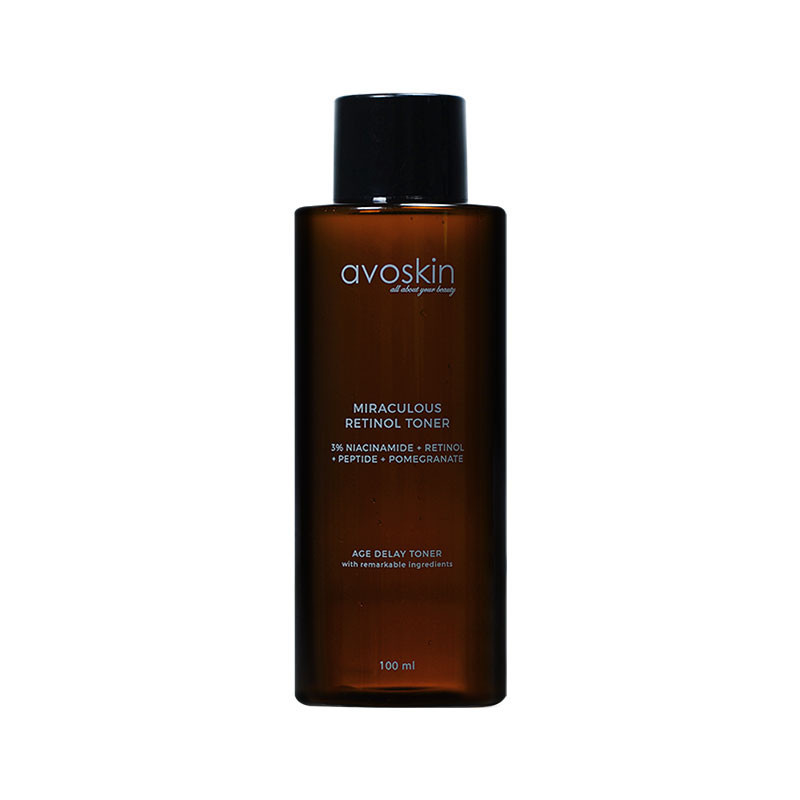 avoskin
all about your beauty
MIRACULOUS
RETINOL TONER
3% NIACINAMIDE + RETINOL
+ PEPTIDE + POMEGRANATE
AGE DELAY TONER
with remarkable ingredients
100 ml